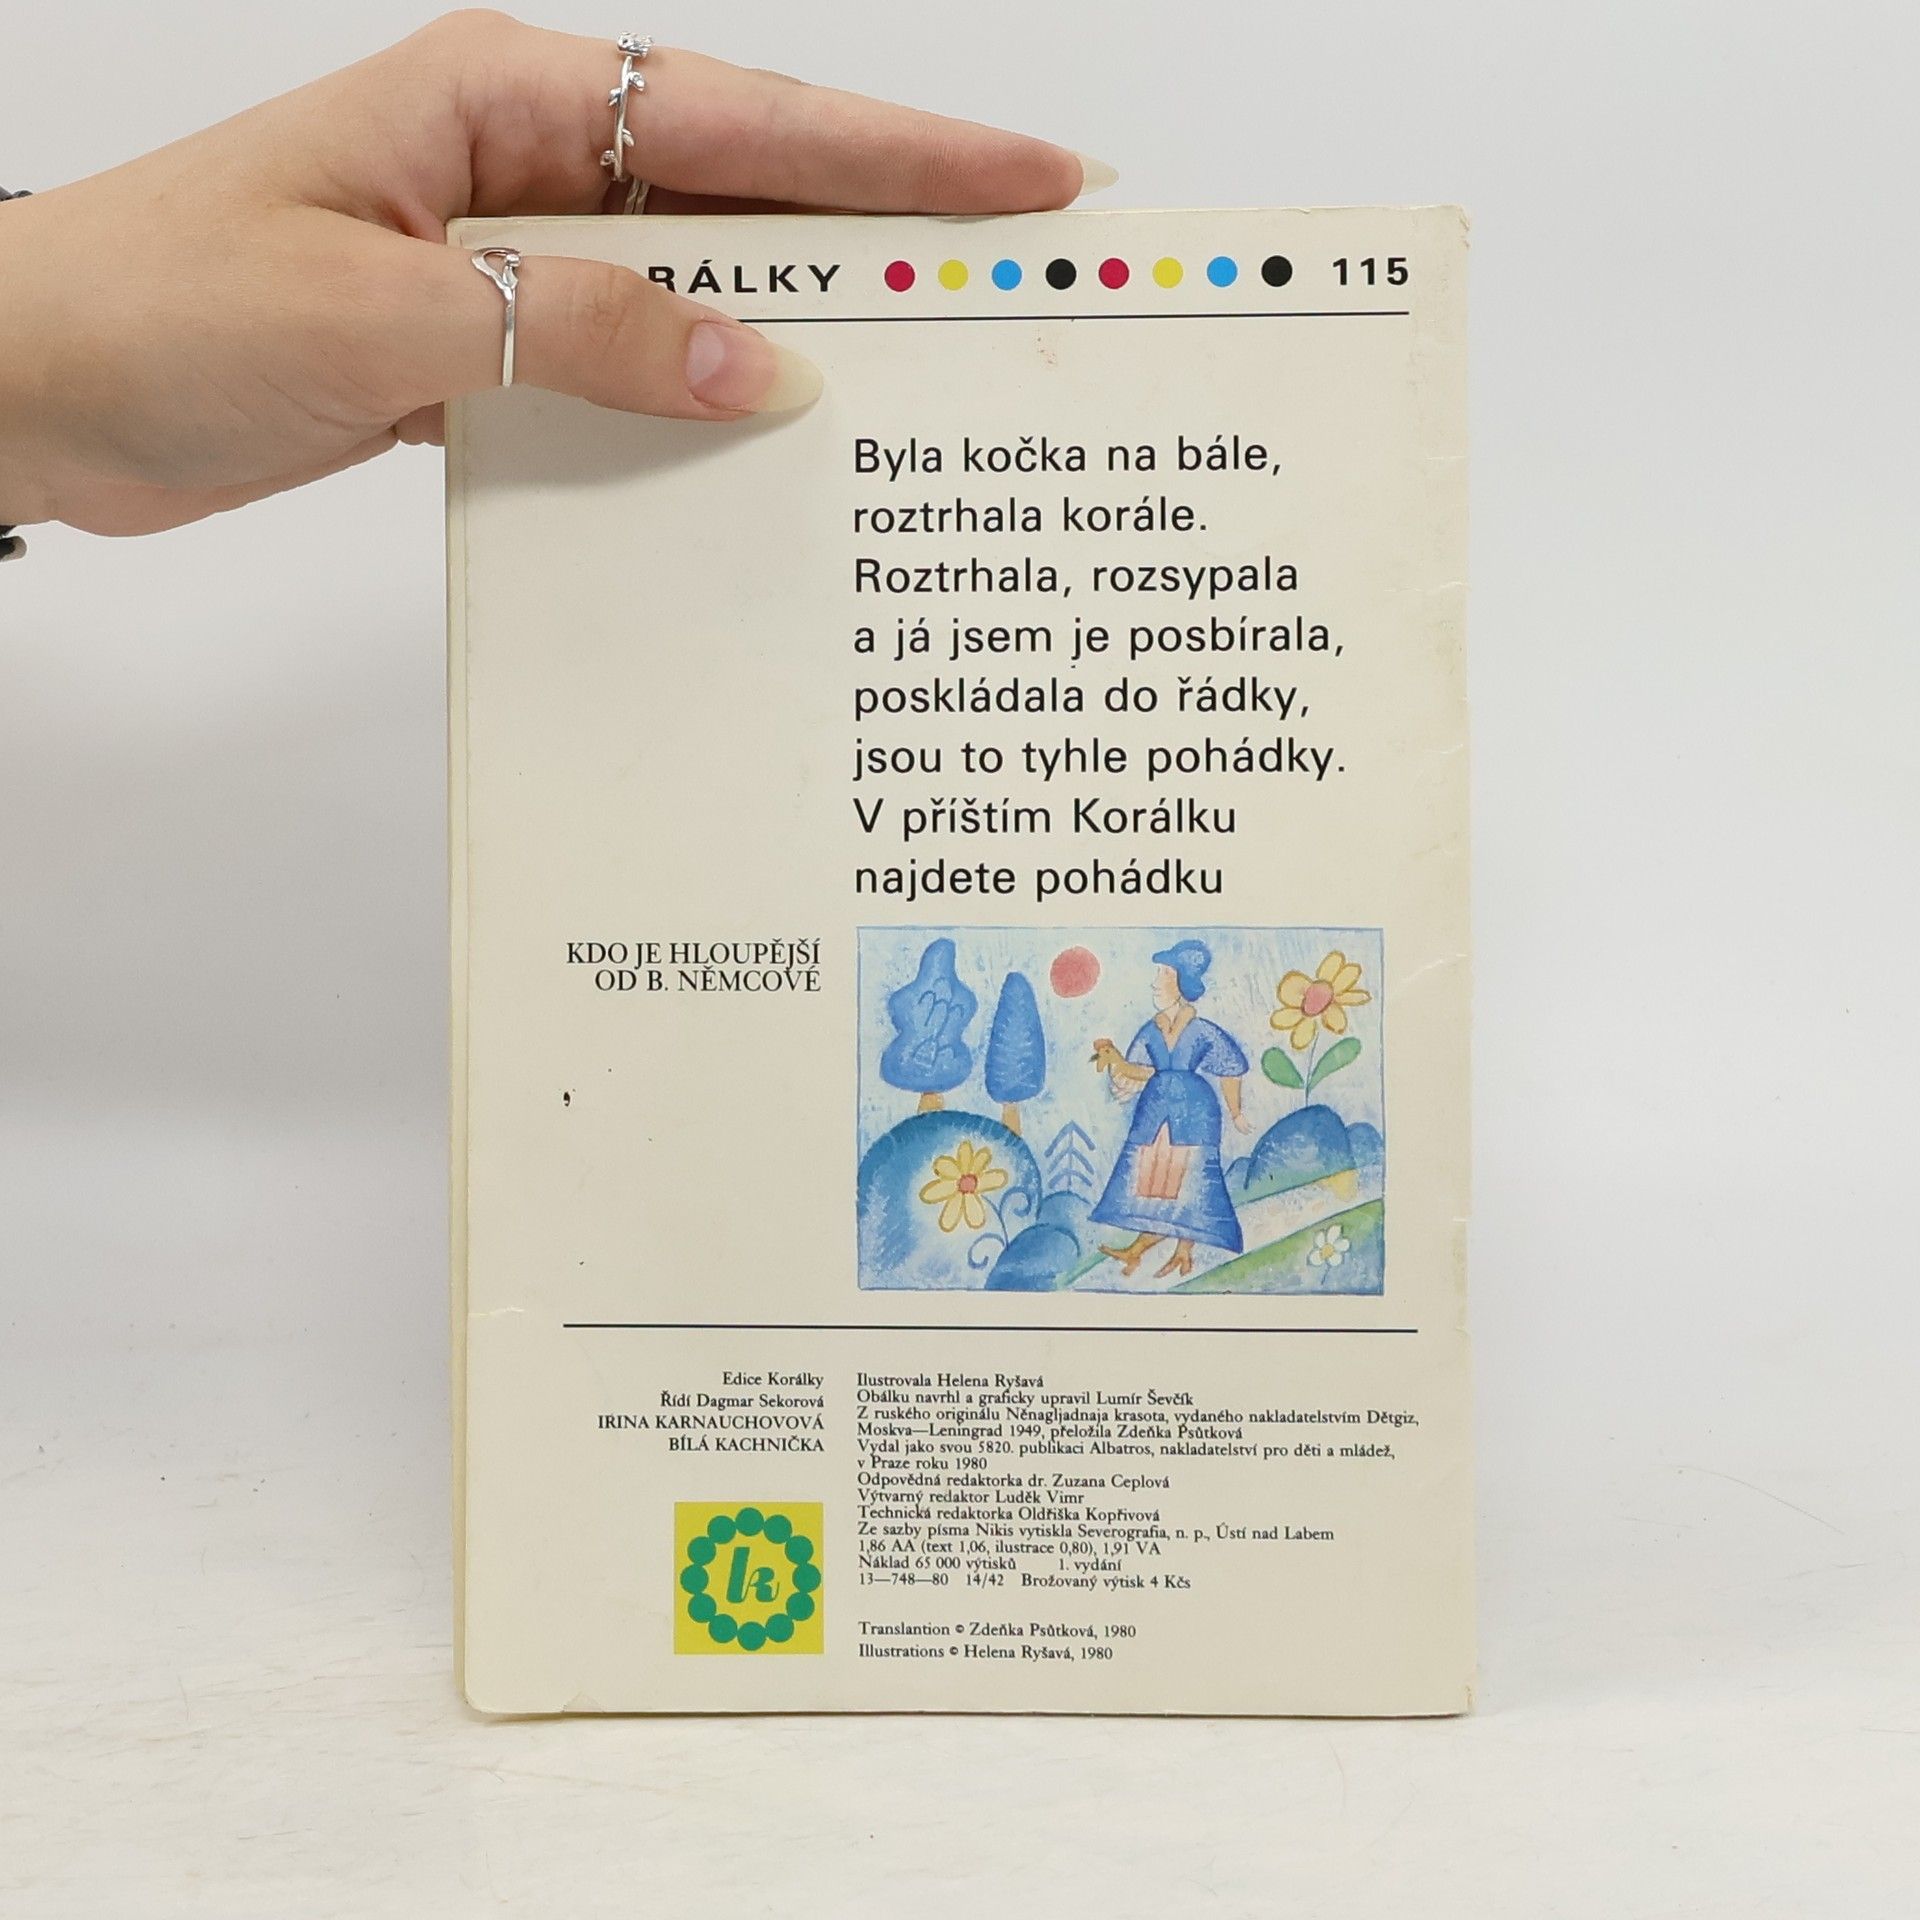 RÁLKY 115
Byla kočka na bále,
roztrhala korále.
Roztrhala, rozsypala
a já jsem je posbírala,
poskládala do řádky,
jsou to tyhle pohádky.
V příštím Korálku
najdete pohádku
KDO JE HLOUPĚJŠÍ
OD B. NĚMCOVÉ
Edice Korálky
Řídí Dagmar Sekorová
IRINA KARNAUCHOVOVÁ
BÍLÁ KACHNIČKA
k
Ilustrovala Helena Ryšavá
Obálku navrhl a graficky upravil Lumír Ševčík
Z ruského originálu Něnagljadnaja krasota, vydaného nakladatelstvím Dětgiz,
Moskva—Leningrad 1949, přeložila Zdeňka Psůtková
Vydal jako svou 5820. publikaci Albatros, nakladatelství pro děti a mládež,
v Praze roku 1980
Odpovědná redaktorka dr. Zuzana Ceplová
Výtvarný redaktor Luděk Vimr
Technická redaktorka Oldřiška Kopřivová
Ze sazby písma Nikis vytiskla Severografia, n. p., Ústí nad Labem
1,86 AA (text 1,06, ilustrace 0,80), 1,91 VA
Náklad 65 000 výtisků 1. vydání
13—748—80 14/42 Brožovaný výtisk 4 Kčs
Translantion © Zdeňka Psůtková, 1980
Illustrations © Helena Ryšavá, 1980